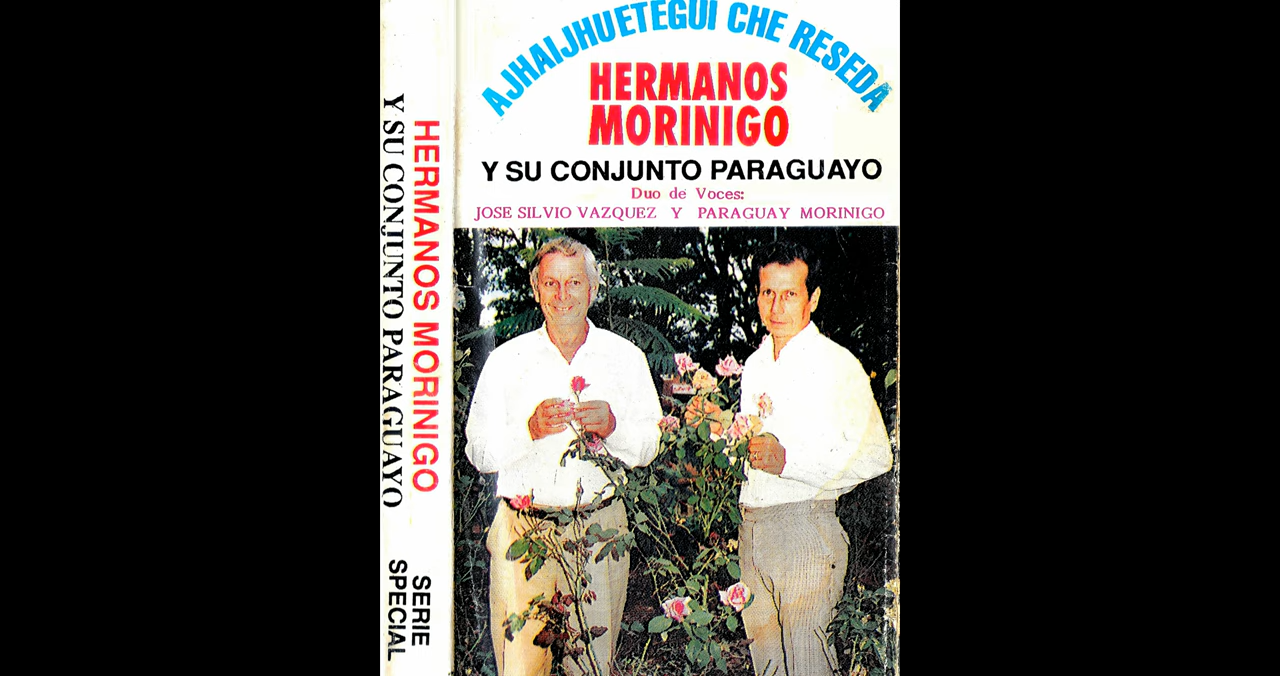 AJHAIJHUETEGUI CHE RESEDA
HERMANOS
MORINIGO
Y SU CONJUNTO PARAGUAYO
Duo de Voces:
JOSE SILVIO VAZQUEZ Y PARAGUAY MORINIGO
HERMANOS MORINIGO
Y SU CONJUNTO PARAGUAYO
SERIE
SPECIAL